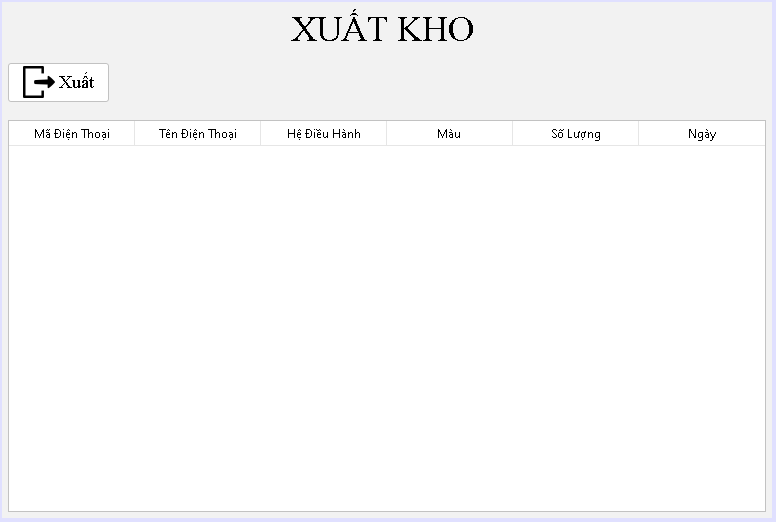 XUẤT KHO
Xuất
Mã Điện Thoại Tên Điện Thoại Hệ Điều Hành Màu Số Lượng Ngày